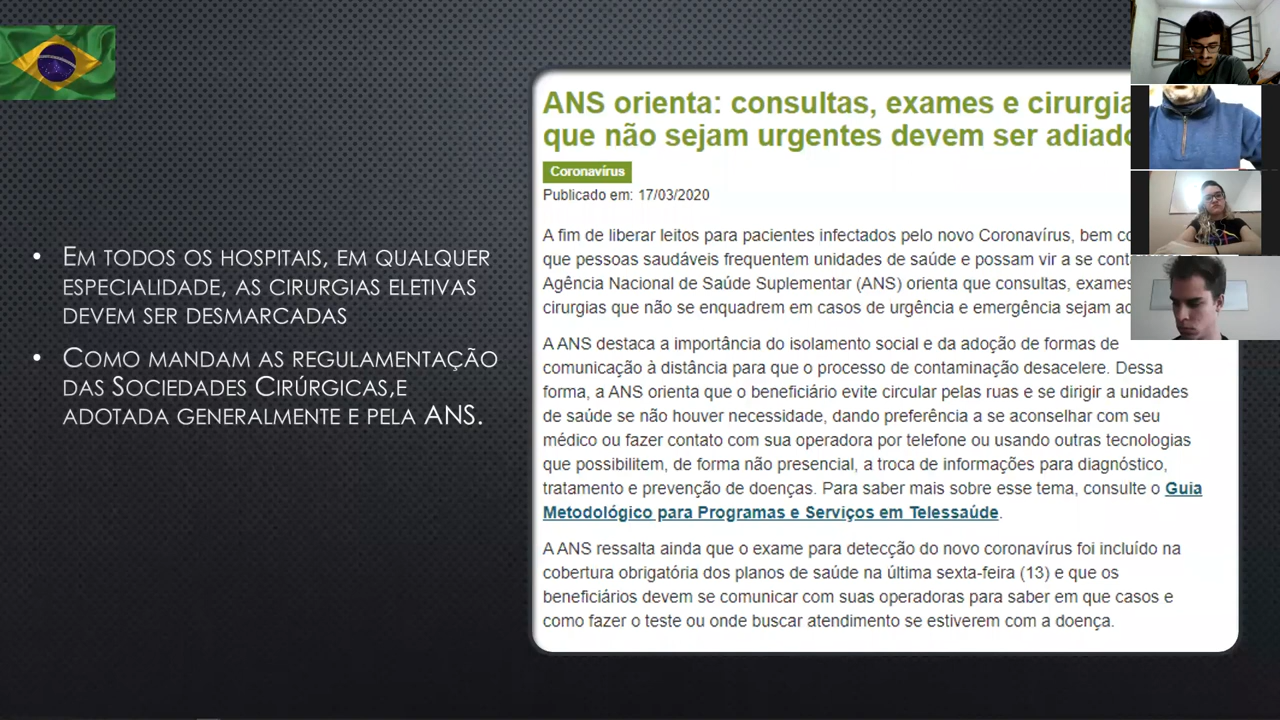 • Em todos os hospitais, em qualquer
especialidade, as cirurgias eletivas
devem ser desmarcadas
• Como mandam as regulamentação
das Sociedades Cirúrgicas,e
adotada generalmente e pela ANS.
ANS orienta: consultas, exames e
que não sejam urgentes devem ser
Coronavírus
Publicado em: 17/03/2020
A fim de liberar leitos para pacientes infectados pelo novo Coronavírus, bem
que pessoas saudáveis frequentem unidades de saúde e possam vir a se
Agência Nacional de Saúde Suplementar (ANS) orienta que consultas, exames
cirurgias que não se enquadrem em casos de urgência e emergência sejam
A ANS destaca a importância do isolamento social e da adoção de formas de
comunicação à distância para que o processo de contaminação desacelere. Dessa
forma, a ANS orienta que o beneficiário evite circular pelas ruas e se dirigir a unidades
de saúde se não houver necessidade, dando preferência a se aconselhar com seu
médico ou fazer contato com sua operadora por telefone ou usando outras tecnologias
que possibilitem, de forma não presencial, a troca de informações para diagnóstico,
tratamento e prevenção de doenças. Para saber mais sobre esse tema, consulte o Guia
Metodológico para Programas e Serviços em Telessaúde.
A ANS ressalta ainda que o exame para detecção do novo coronavírus foi incluído na
cobertura obrigatória dos planos de saúde na última sexta-feira (13) e que os
beneficiários devem se comunicar com suas operadoras para saber em que casos e
como fazer o teste ou onde buscar atendimento se estiverem com a doença.